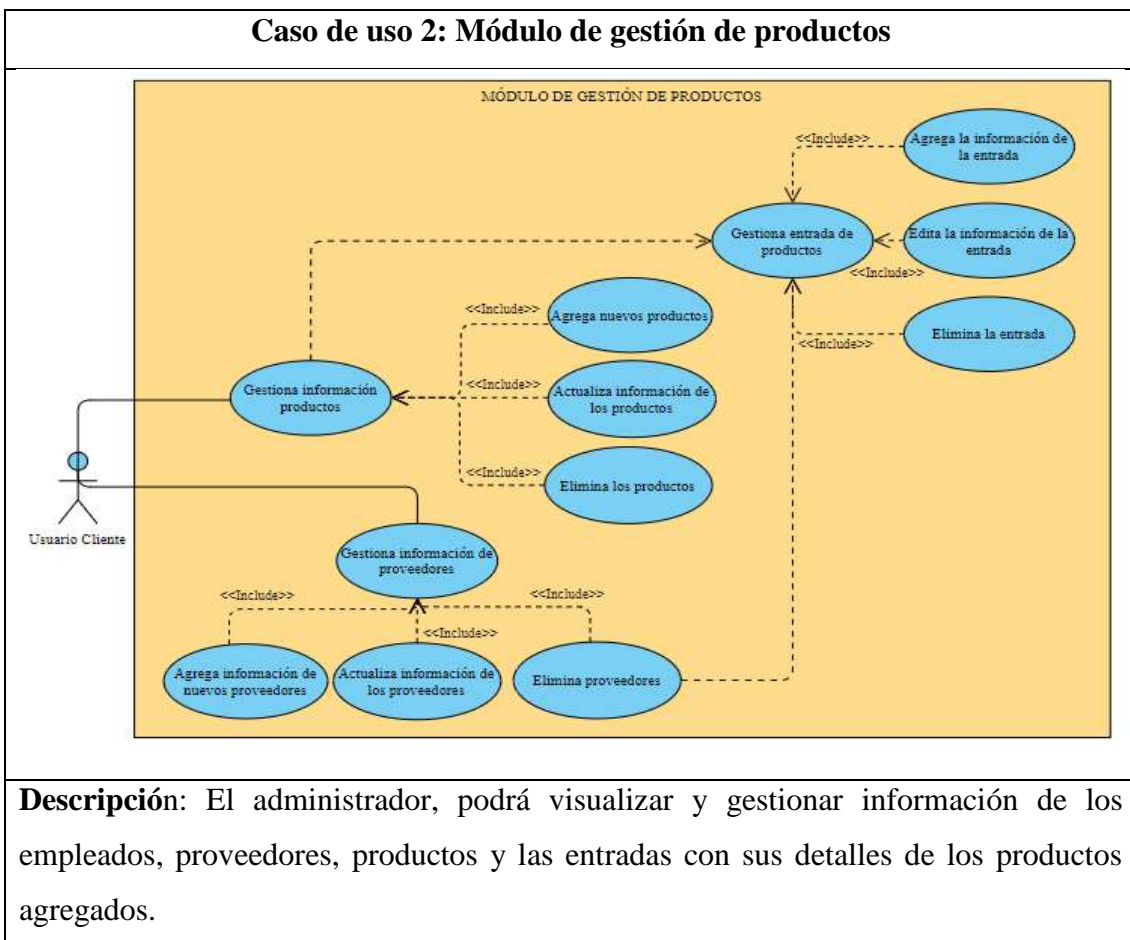 Caso de uso 2: Módulo de gestión de productos
MÓDULO DE GESTIÓN DE PRODUCTOS
<<Include>>
Agrega la información de
la entrada
Gestiona entrada de
productos
Edita la información de la
entrada
<<Include>>
<<Include>>
Agrega nuevos productos
<<Include>>
Elimina la entrada
Gestiona información
productos
<<Include>>
Actualiza información de
los productos
<<Include>>
Elimina los productos
Usuario Cliente
Gestiona información de
proveedores
<<Include>>
<<Include>>
<<Include>>
Agrega información de
nuevos proveedores
Actualiza información de
los proveedores
Elimina proveedores
Descripción: El administrador, podrá visualizar y gestionar información de los
empleados, proveedores, productos y las entradas con sus detalles de los productos
agregados.